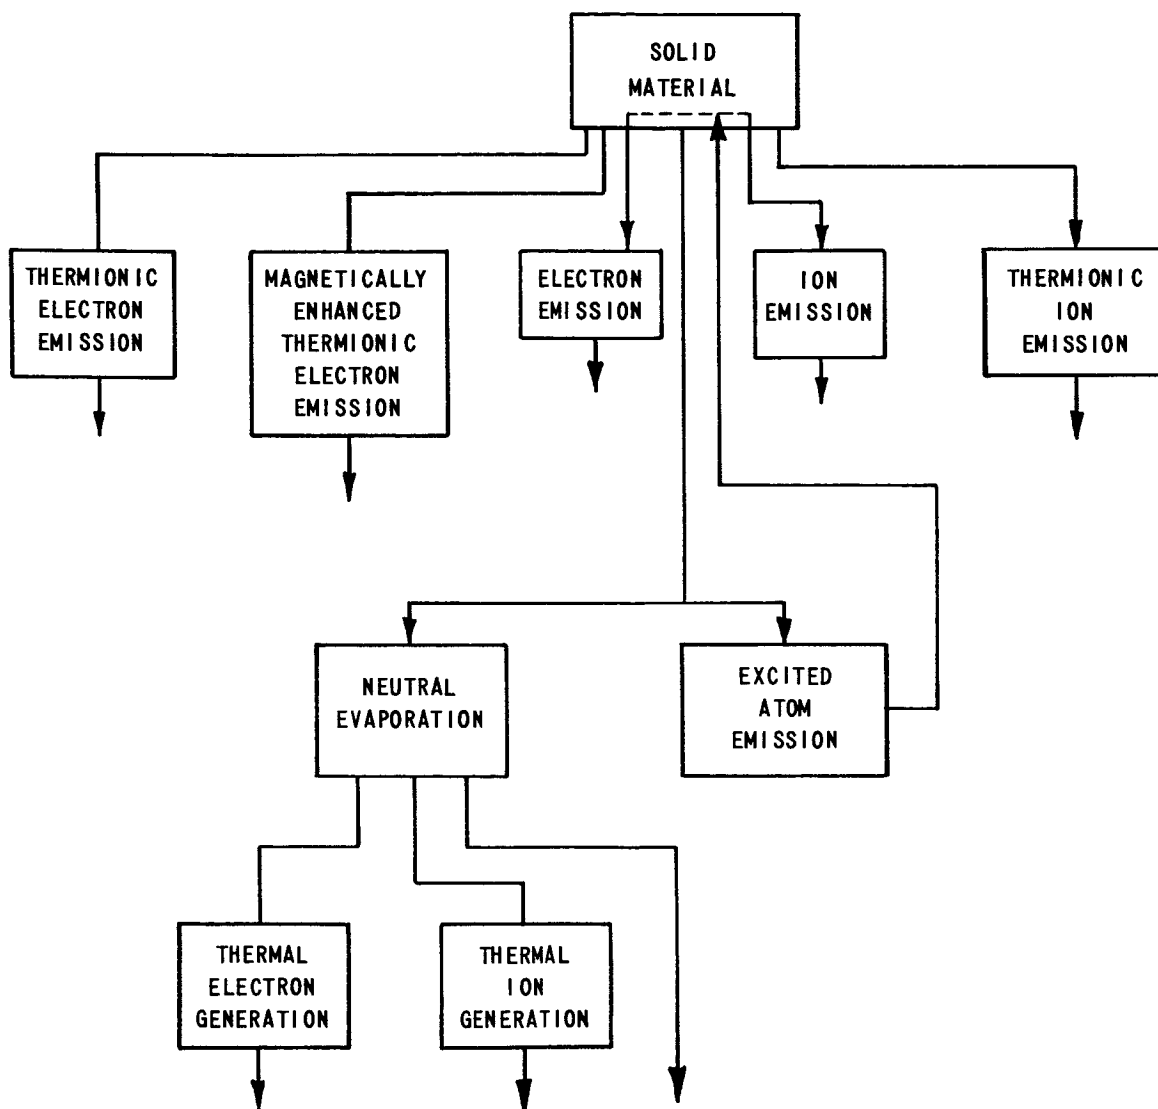 SOLID
MATERIAL
THERMIONIC
ELECTRON
EMISSION
MAGNETICALLY
ENHANCED
THERMIONIC
ELECTRON
EMISSION
ELECTRON
EMISSION
ION
EMISSION
THERMIONIC
ION
EMISSION
NEUTRAL
EVAPORATION
EXCITED
ATOM
EMISSION
THERMAL
ELECTRON
GENERATION
THERMAL
ION
GENERATION